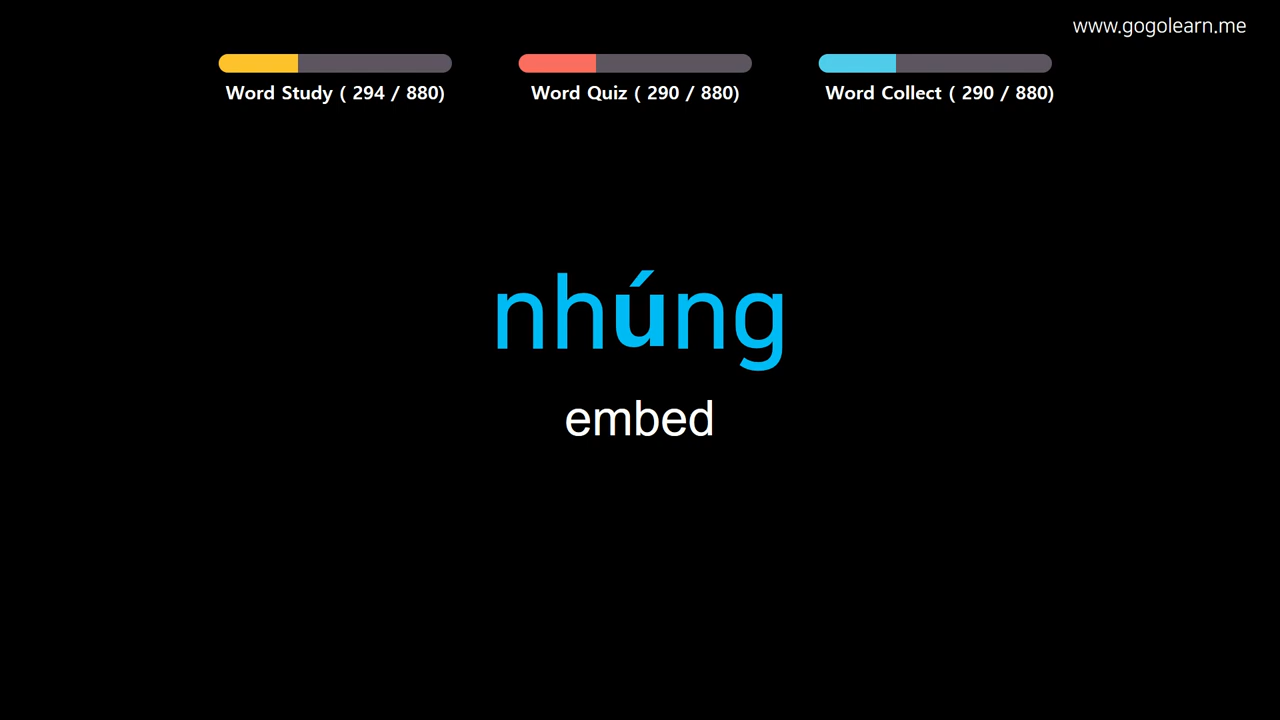 www.gogolearn.me
Word Study ( 294 / 880)
Word Quiz ( 290 / 880)
Word Collect ( 290 / 880)
nhúng
embed